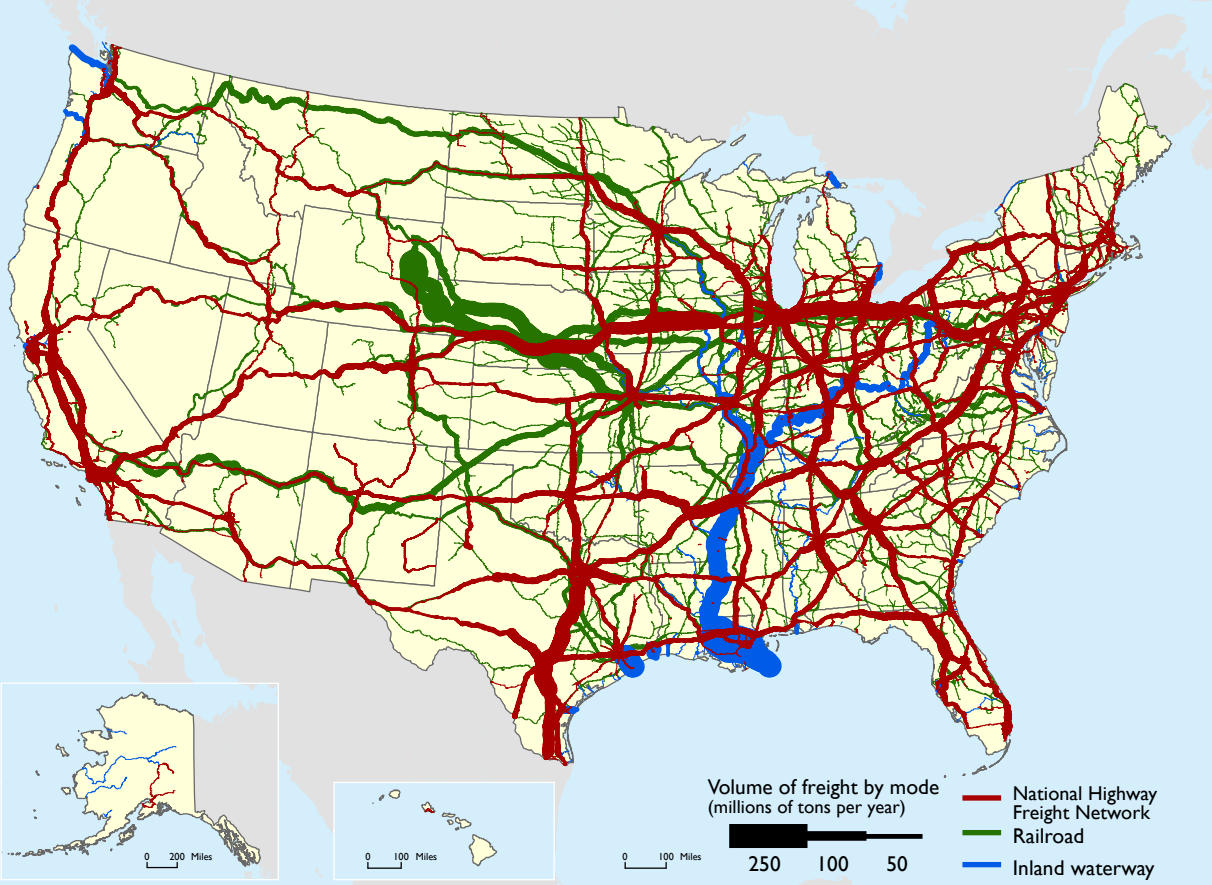 Volume of freight by mode
(millions of tons per year)
250 100 50
National Highway
Freight Network
Railroad
Inland waterway
0 200 Miles
0 100 Miles
0 100 Miles